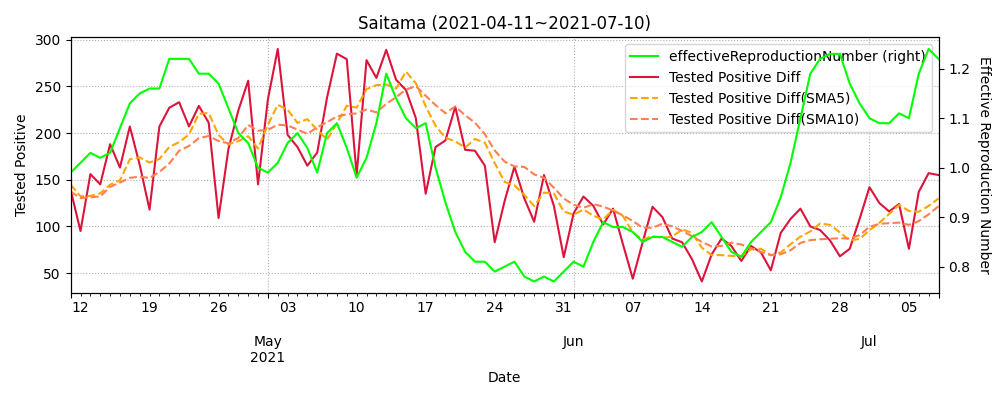 Saitama (2021-04-11~2021-07-10)
effectiveReproductionNumber (right)
Tested Positive Diff
Tested Positive Diff(SMA5)
Tested Positive Diff(SMA10)
Tested Positive
300
250
200
150
100
50
1.2
1.1
1.0
0.9
0.8
Effective Reproduction Number
12 19 26 03 10 17 24 31 07 14 21 28 05
May Jun Jul
2021
Date